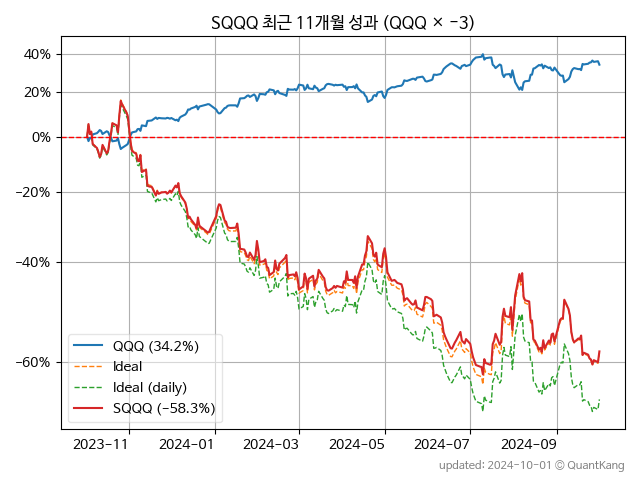 SQQQ 최근 11개월 성과 (QQQ × −3)
40%
20%
0%
−20%
−40%
−60%
QQQ (34.2%)
Ideal
Ideal (daily)
SQQQ (−58.3%)
2023-11
2024-01
2024-03
2024-05
2024-07
2024-09
updated: 2024-10-01 © QuantKang